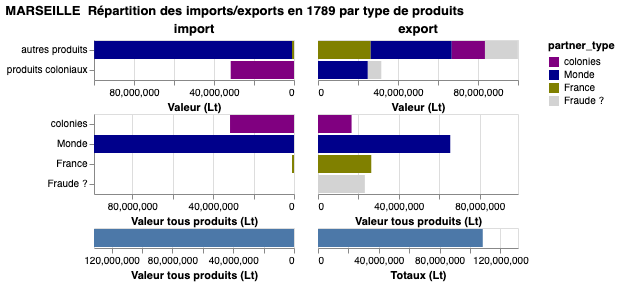 MARSEILLE Répartition des imports/exports en 1789 par type de produits
import
export
autres produits
produits coloniaux
80,000,000 40,000,000 0
0 40,000,000 80,000,000
Valeur (Lt)
Valeur (Lt)
partner_type
colonies
Monde
France
Fraude ?
colonies
Monde
France
Fraude ?
80,000,000 40,000,000 0
0 40,000,000 80,000,000
Valeur tous produits (Lt)
Valeur tous produits (Lt)
120,000,000 80,000,000 40,000,000 0
0 40,000,000 80,000,000 120,000,000
Valeur tous produits (Lt)
Totaux (Lt)